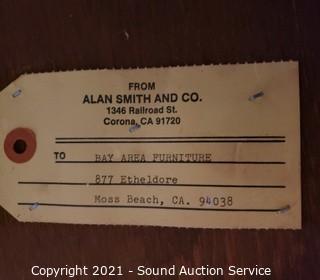 FROM
ALAN SMITH AND CO.
1346 Railroad St.
Corona, CA 91720
TO BAY AREA FURNITURE
877 Etheldore
Moss Beach, CA. 94038
Copyright 2021 - Sound Auction Service